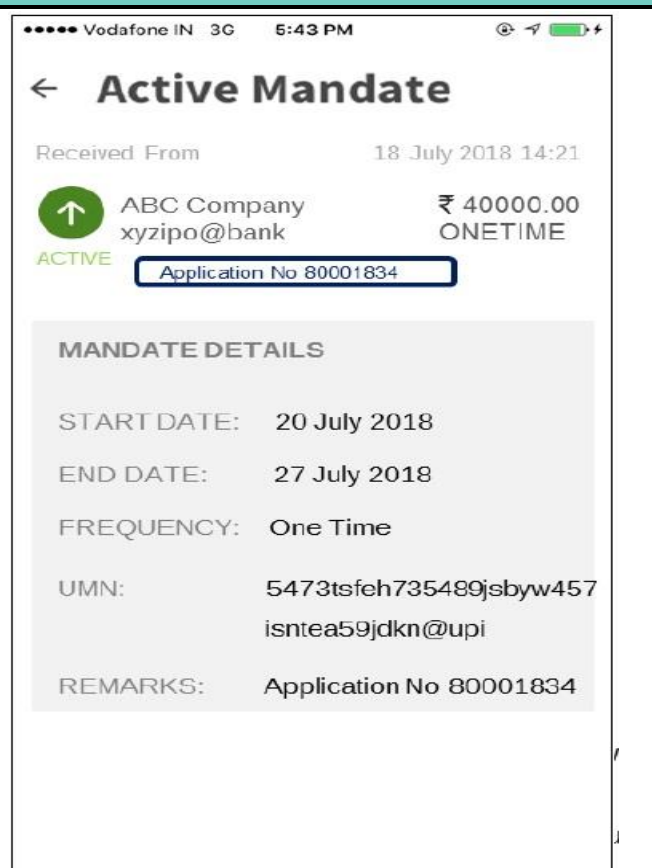 Vodafone IN 3G 5:43 PM
Active Mandate
Received From 18 July 2018 14:21
ABC Company ₹ 40000.00
xyzipo@bank ONETIME
ACTIVE
Application No 80001834
MANDATE DETAILS
START DATE: 20 July 2018
END DATE: 27 July 2018
FREQUENCY: One Time
UMN: 5473tsfeh735489jsbyw457
isntea59jdkn@upi
REMARKS: Application No 80001834